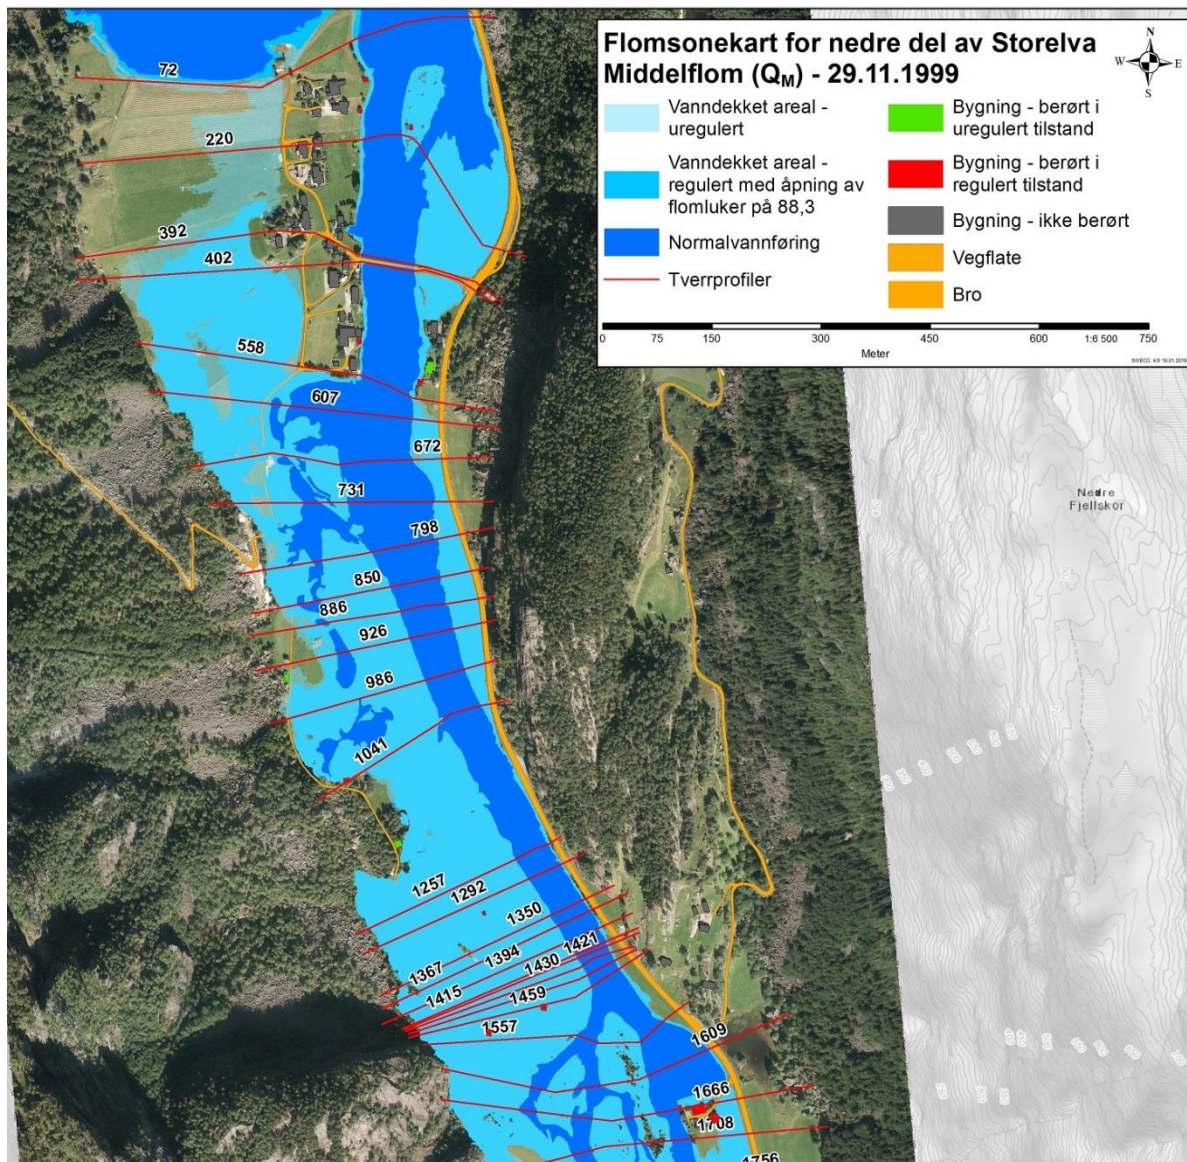 Flomsonekart for nedre del av Storelva
Middelflom (QM) - 29.11.1999
N
W
E
S
Vanndekket areal -
uregulert
Vanndekket areal -
regulert med åpning av
flomluker på 88,3
Normalvannføring
Tverrprofiler
Bygning - berørt i
uregulert tilstand
Bygning - berørt i
regulert tilstand
Bygning - ikke berørt
Vegflate
Bro
0 75 150 300 450 600 1:6 500 750
Meter
72
220
392
402
558
607
672
731
798
850
886
926
986
1041
1257
1292
1350
1367
1394
1421
1415
1430
1459
1557
1609
1666
1708
1756
Nedre
Fjellskor